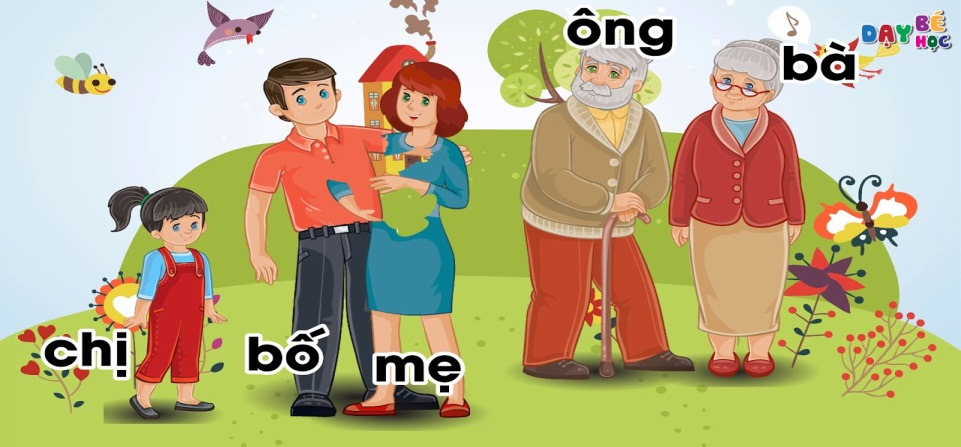 ông
bà
DẠY BÉ HỌC
chị
bố
mẹ